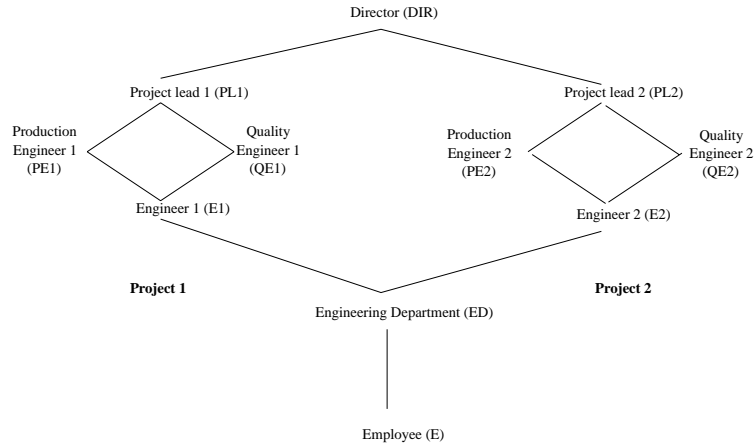 Director (DIR)
Project lead 1 (PL1)
Project lead 2 (PL2)
Production
Engineer 1
(PE1)
Quality
Engineer 1
(QE1)
Production
Engineer 2
(PE2)
Quality
Engineer 2
(QE2)
Engineer 1 (E1)
Engineer 2 (E2)
Project 1
Project 2
Engineering Department (ED)
Employee (E)